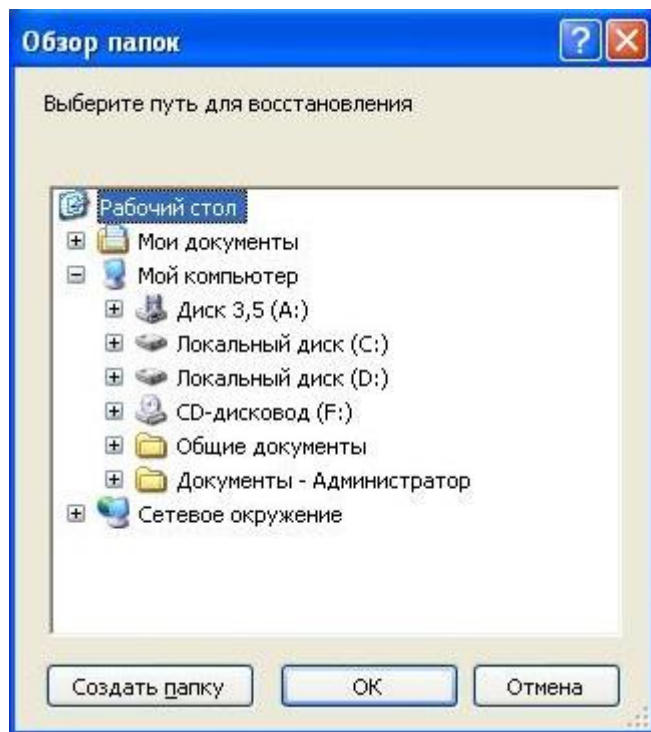 Обзор папок
Выберите путь для восстановления
Рабочий стол
Мои документы
Мой компьютер
Диск 3,5 (A:)
Локальный диск (C:)
Локальный диск (D:)
CD-дисковод (F:)
Общие документы
Документы - Администратор
Сетевое окружение
Создать папку ОК Отмена